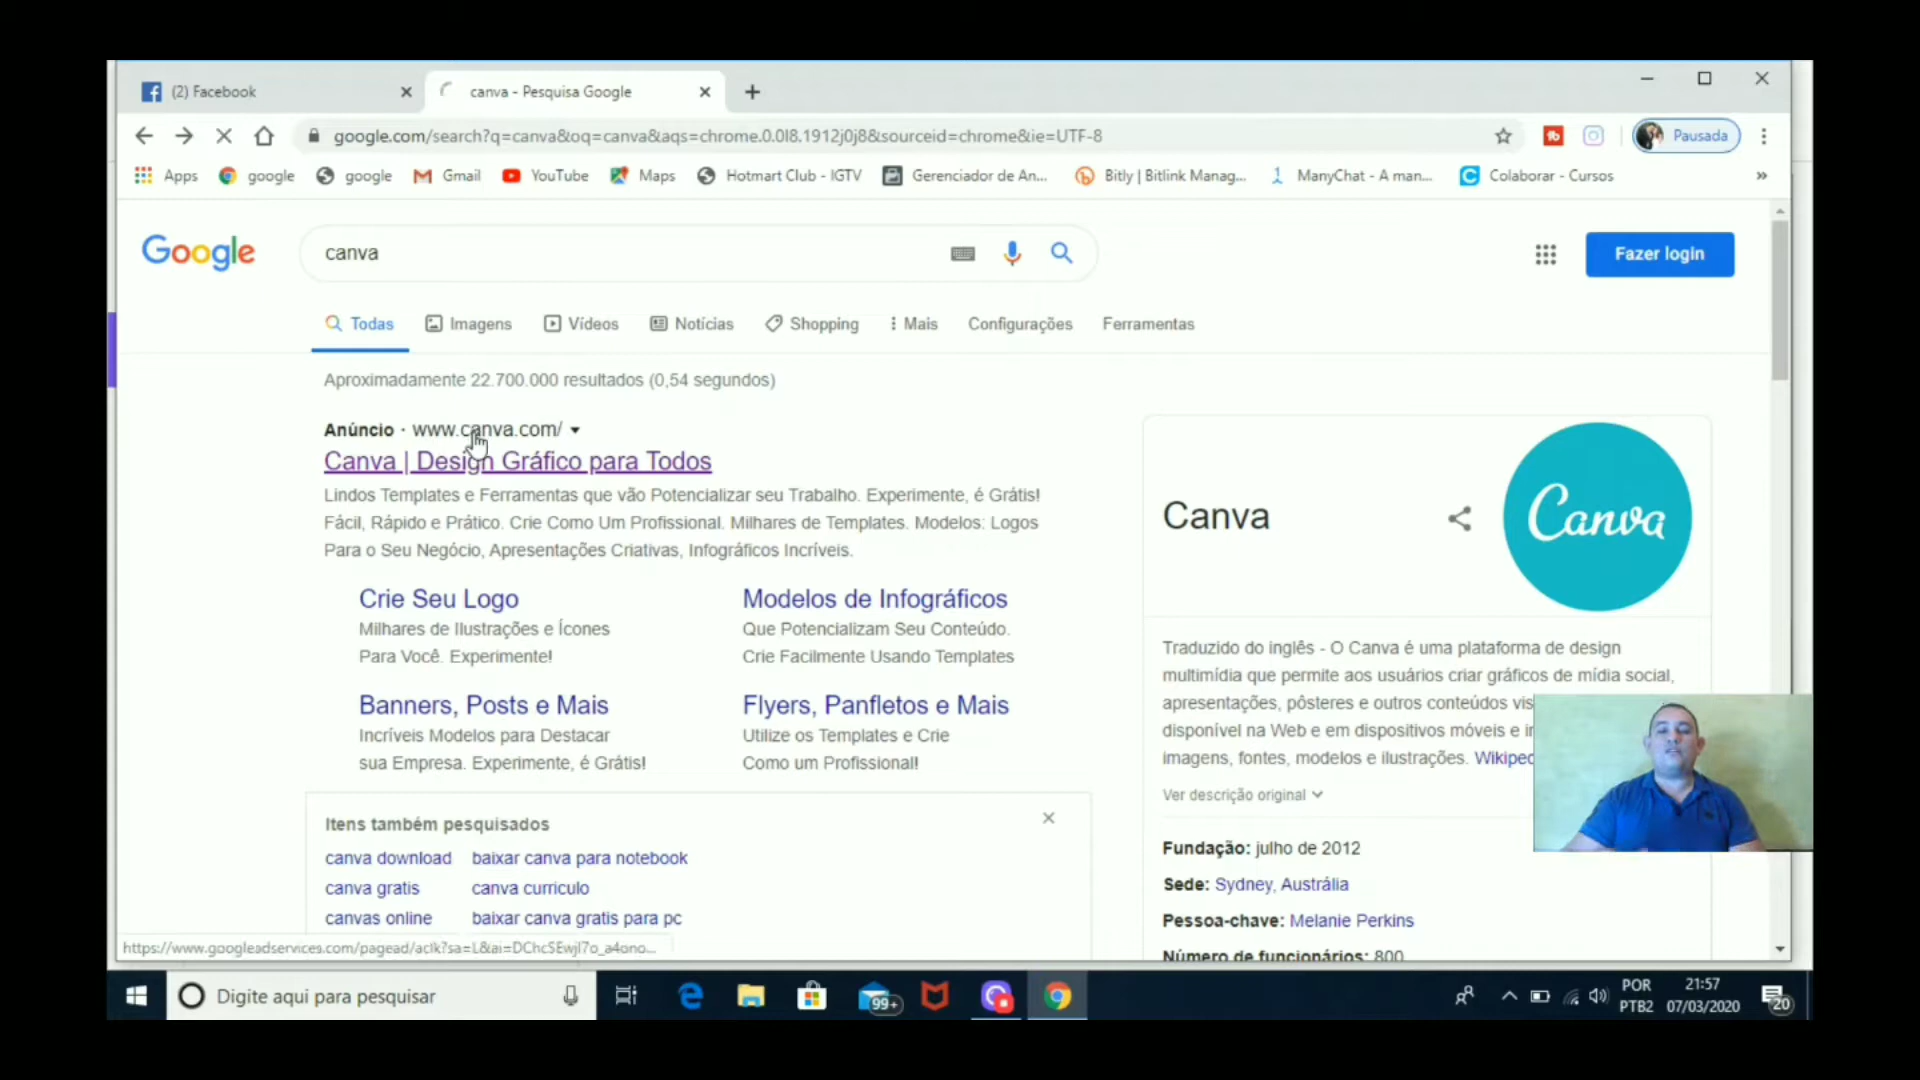 (2) Facebook
canva - Pesquisa Google
google.com/search?q=canva&oq=canva&aqs=chrome.0.0l8.1912j0j8&sourceid=chrome&ie=UTF-8
Pausada
Apps google google Gmail YouTube Maps Hotmart Club - IGTV Gerenciador de An... Bitly | Bitlink Manag... ManyChat - A man... Colaborar - Cursos »
Google
canva
Fazer login
Todas Imagens Vídeos Notícias Shopping Mais Configurações Ferramentas
Aproximadamente 22.700.000 resultados (0,54 segundos)
Anúncio · www.canva.com/
Canva | Design Gráfico para Todos
Lindos Templates e Ferramentas que vão Potencializar seu Trabalho. Experimente, é Grátis!
Fácil, Rápido e Prático. Crie Como Um Profissional. Milhares de Templates. Modelos: Logos
Para o Seu Negócio, Apresentações Criativas, Infográficos Incríveis.
Crie Seu Logo
Milhares de Ilustrações e Ícones
Para Você. Experimente!
Modelos de Infográficos
Que Potencializam Seu Conteúdo.
Crie Facilmente Usando Templates
Banners, Posts e Mais
Incríveis Modelos para Destacar
sua Empresa. Experimente, é Grátis!
Flyers, Panfletos e Mais
Utilize os Templates e Crie
Como um Profissional!
Itens também pesquisados
canva download baixar canva para notebook
canva gratis canva curriculo
canvas online baixar canva gratis para pc
Canva
Canva
Traduzido do inglês - O Canva é uma plataforma de design
multimídia que permite aos usuários criar gráficos de mídia social,
apresentações, pôsteres e outros conteúdos vis
disponível na Web e em dispositivos móveis e in
imagens, fontes, modelos e ilustrações. Wikiped
Ver descrição original
Fundação: julho de 2012
Sede: Sydney, Austrália
Pessoa-chave: Melanie Perkins
Número de funcionários: 800
Digite aqui para pesquisar
99+
POR
PTB2
21:57
07/03/2020
20